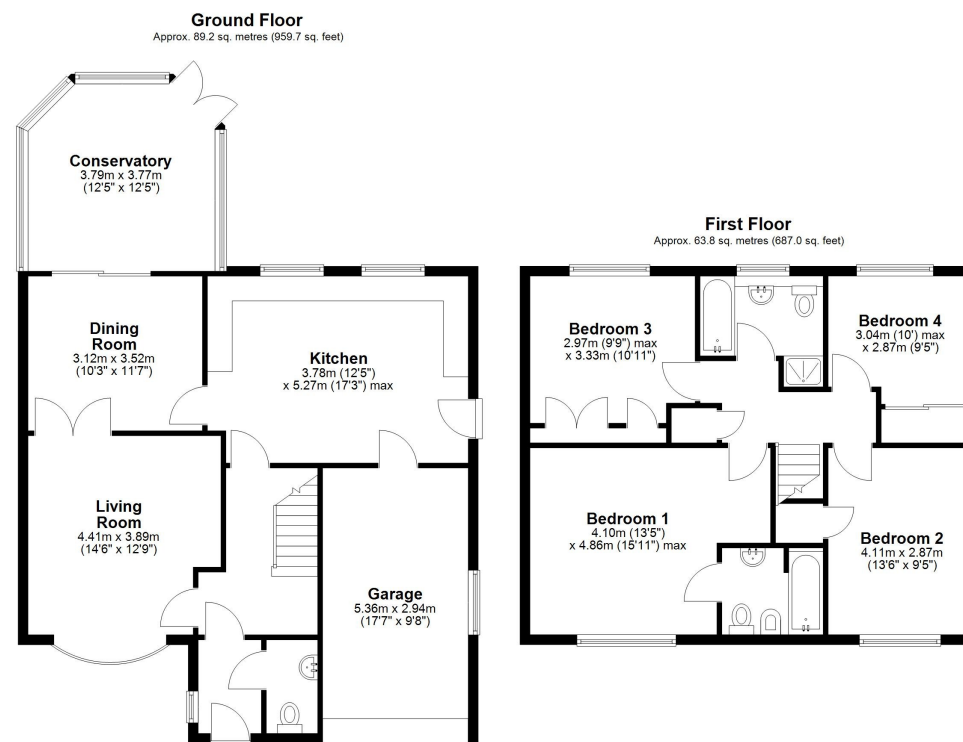 Ground Floor
Approx. 89.2 sq. metres (959.7 sq. feet)
Conservatory
3.79m x 3.77m
(12'5" x 12'5")
Dining
Room
3.12m x 3.52m
(10'3" x 11'7")
Kitchen
3.78m (12'5")
x 5.27m (17'3") max
Living
Room
4.41m x 3.89m
(14'6" x 12'9")
Garage
5.36m x 2.94m
(17'7" x 9'8")
First Floor
Approx. 63.8 sq. metres (687.0 sq. feet)
Bedroom 3
2.97m (9'9") max
x 3.33m (10'11")
Bedroom 4
3.04m (10') max
x 2.87m (9'5")
Bedroom 1
4.10m (13'5")
x 4.86m (15'11") max
Bedroom 2
4.11m x 2.87m
(13'6" x 9'5")